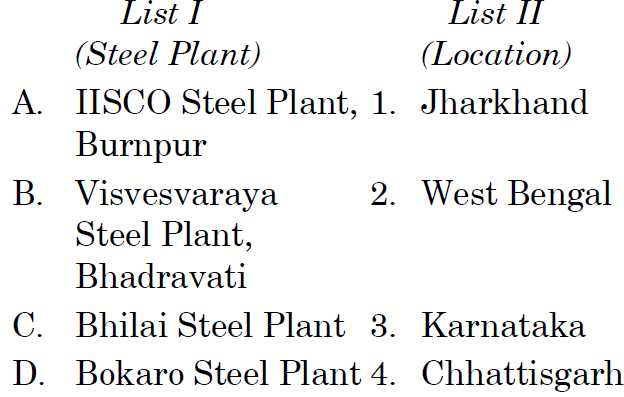 List I List II
(Steel Plant) (Location)
A. IISCO Steel Plant, 1. Jharkhand
Burnpur
B. Visvesvaraya 2. West Bengal
Steel Plant,
Bhadravati
C. Bhilai Steel Plant 3. Karnataka
D. Bokaro Steel Plant 4. Chhattisgarh